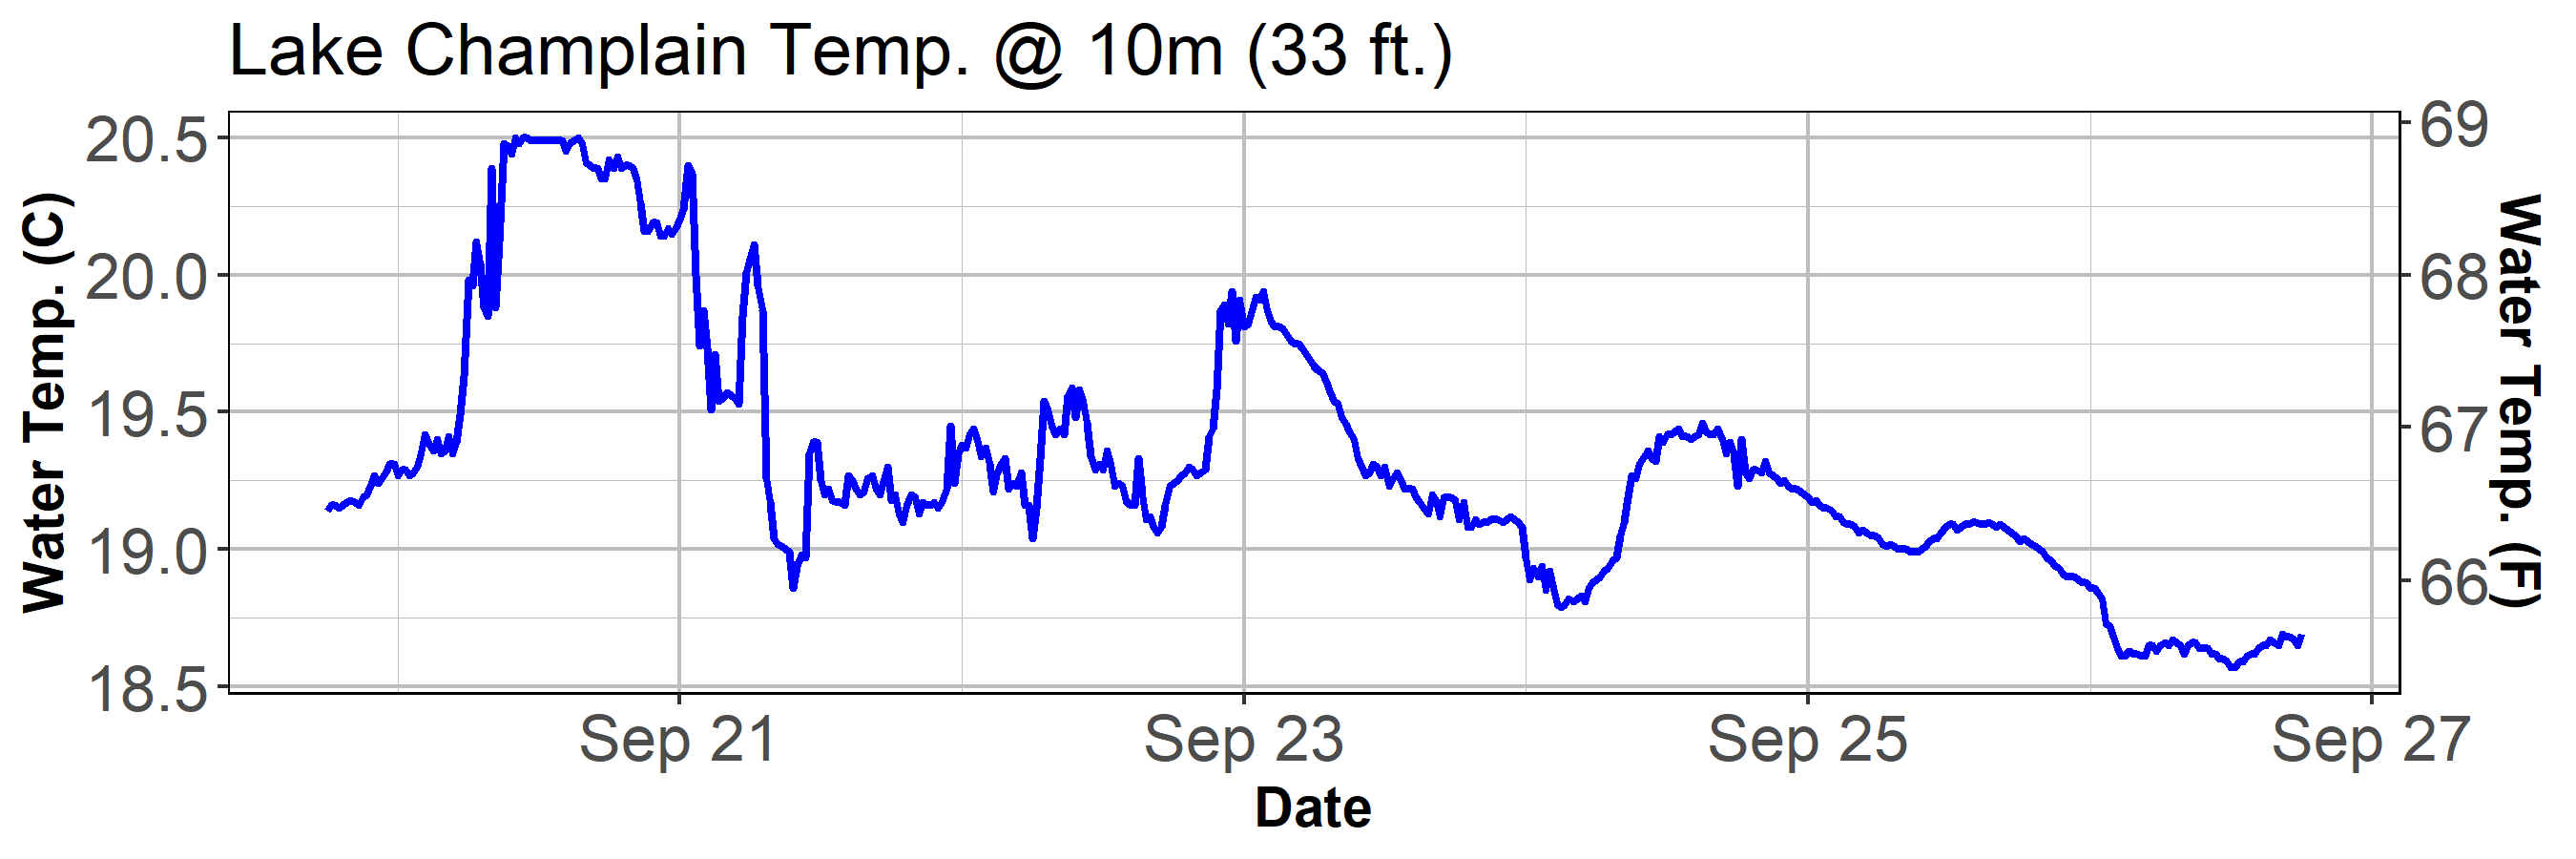 Lake Champlain Temp. @ 10m (33 ft.)
Water Temp. (C)
20.5
20.0
19.5
19.0
18.5
69
68
67
66
Water Temp. (F)
Sep 21
Sep 23
Sep 25
Sep 27
Date